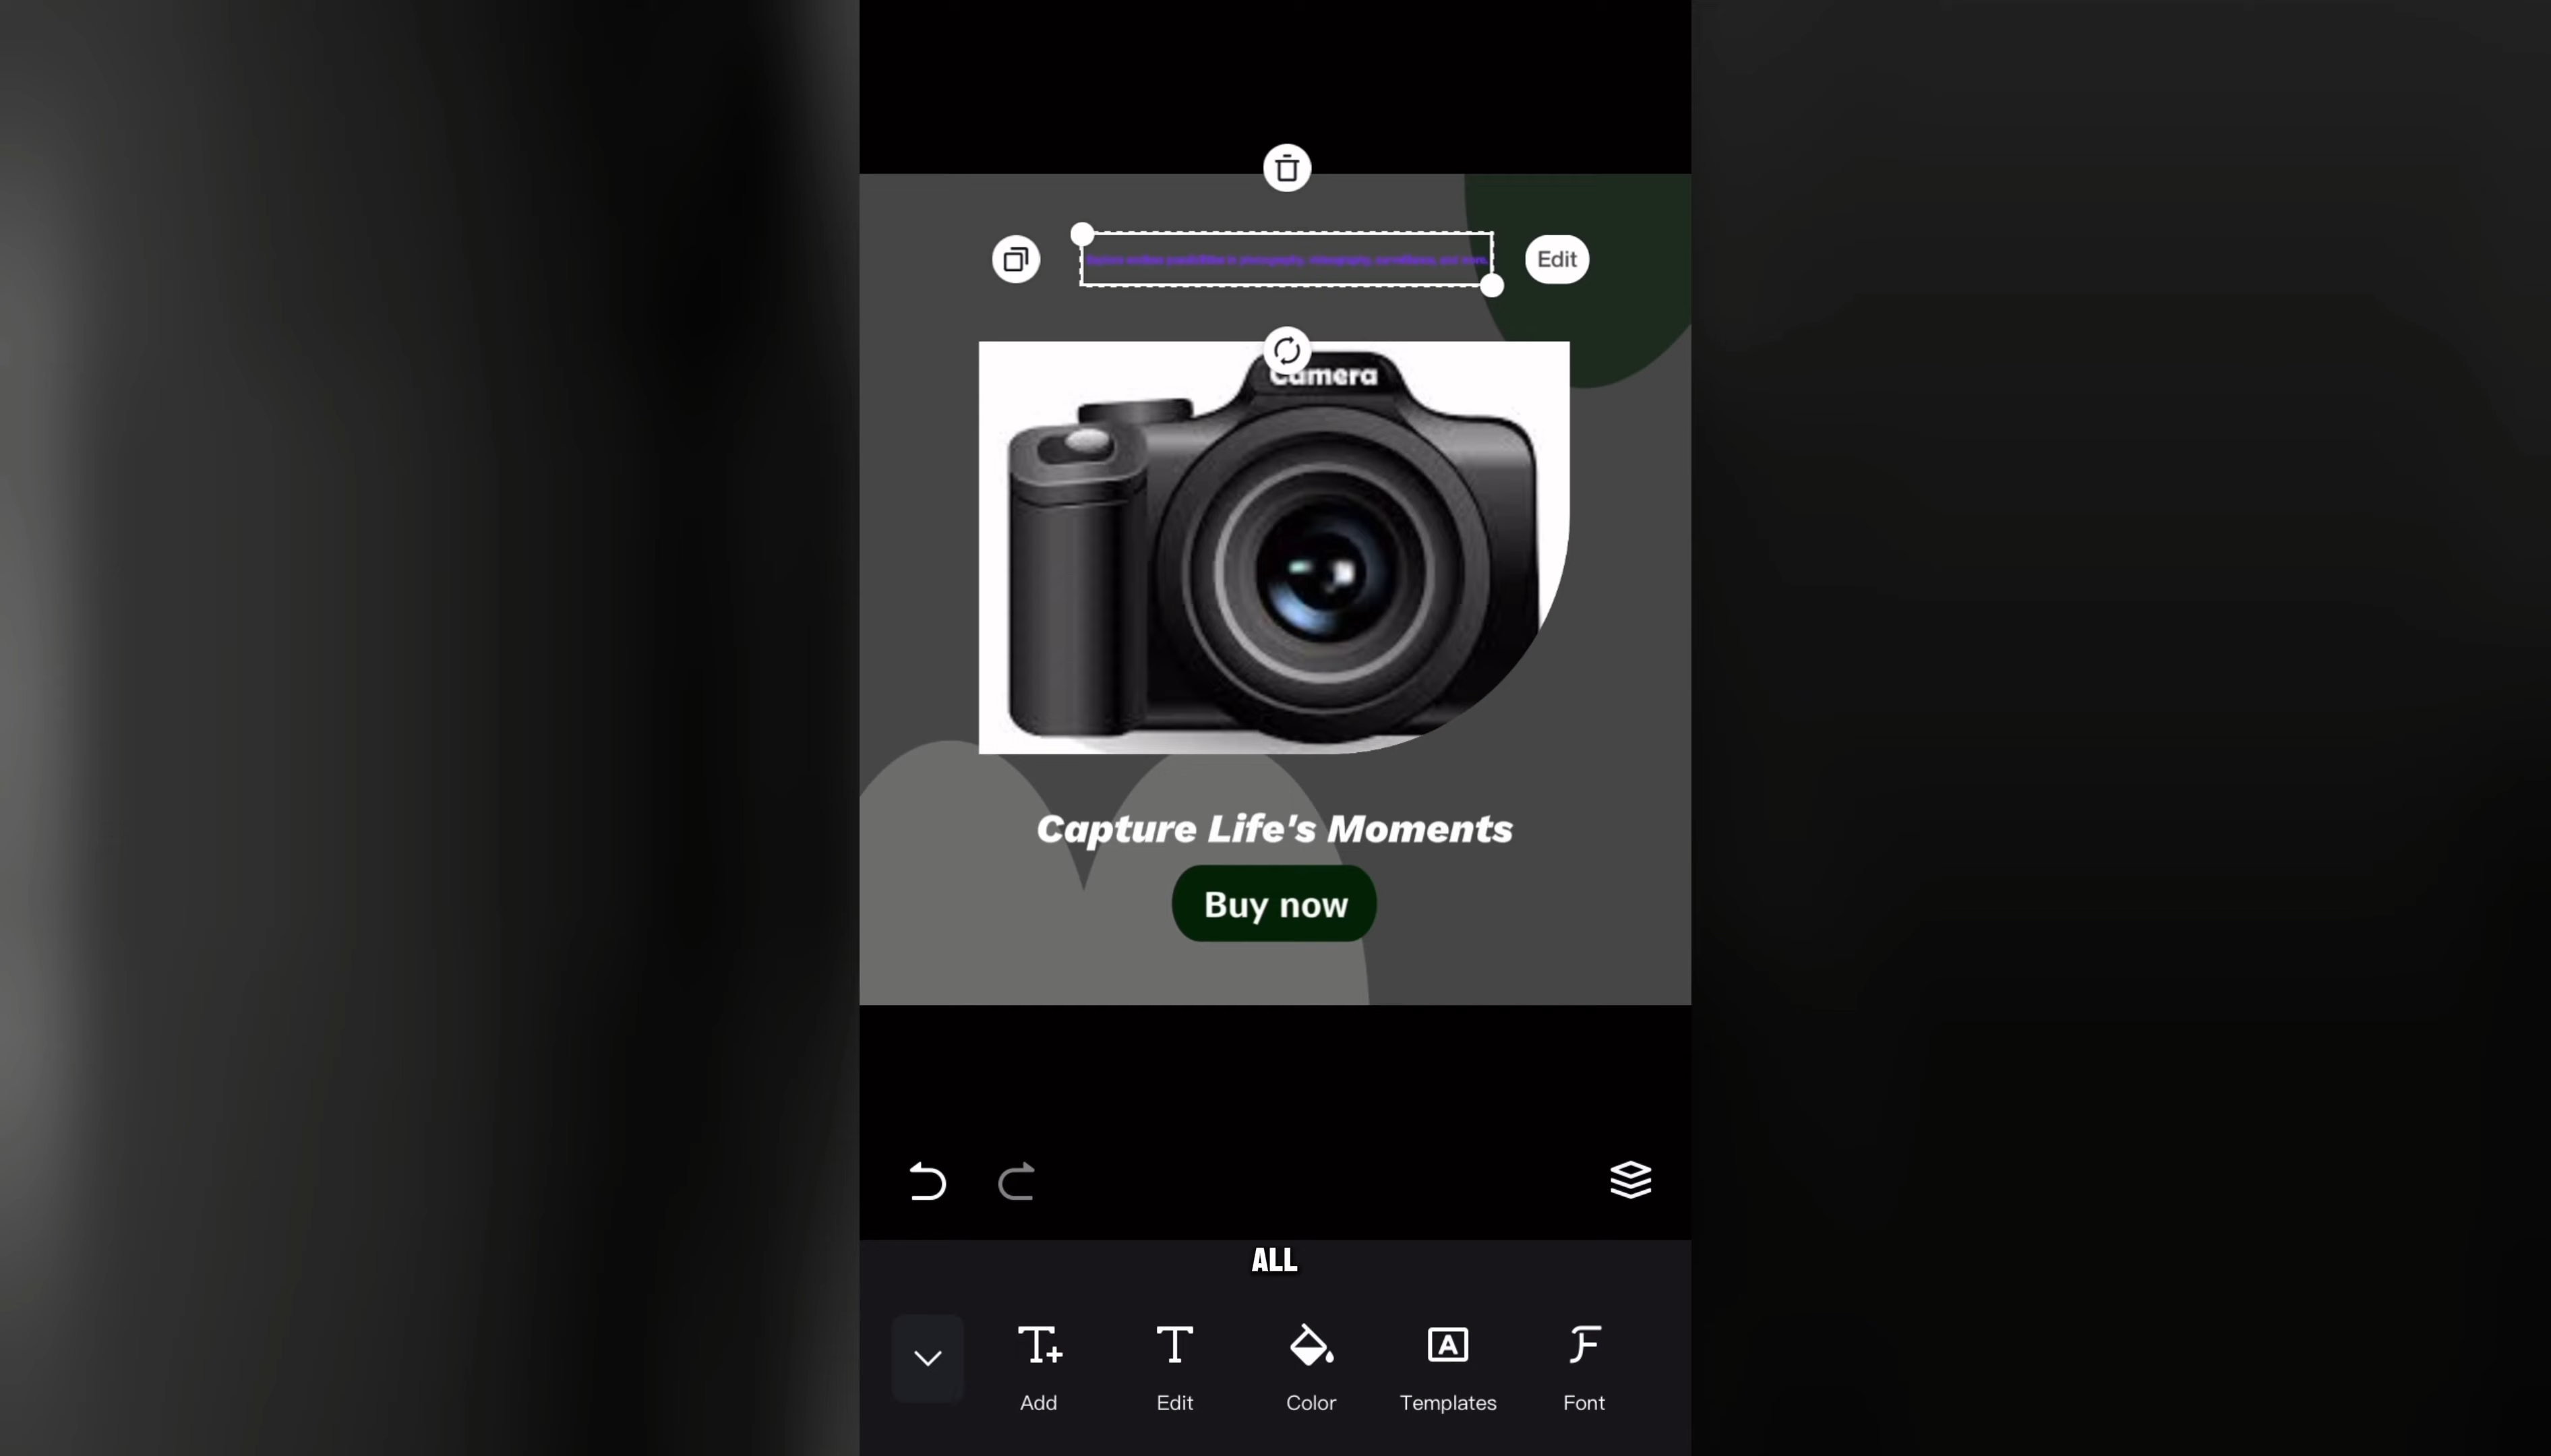 Edit
Camera
Capture Life's Moments
Buy now
ALL
Add
Edit
Color
Templates
Font